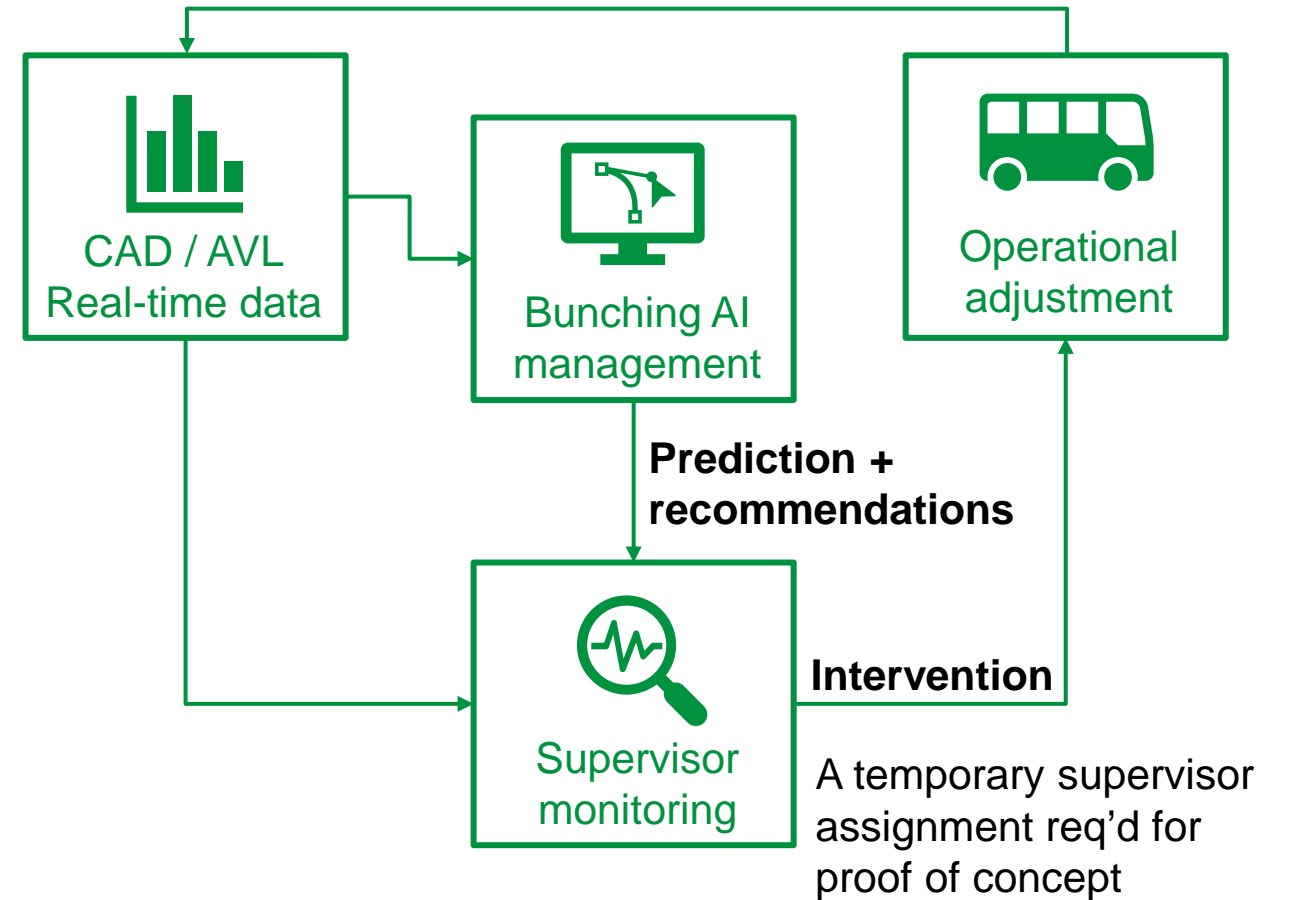 CAD / AVL
Real-time data
Bunching AI
management
Operational
adjustment
Prediction +
recommendations
Supervisor
monitoring
Intervention
A temporary supervisor
assignment req’d for
proof of concept